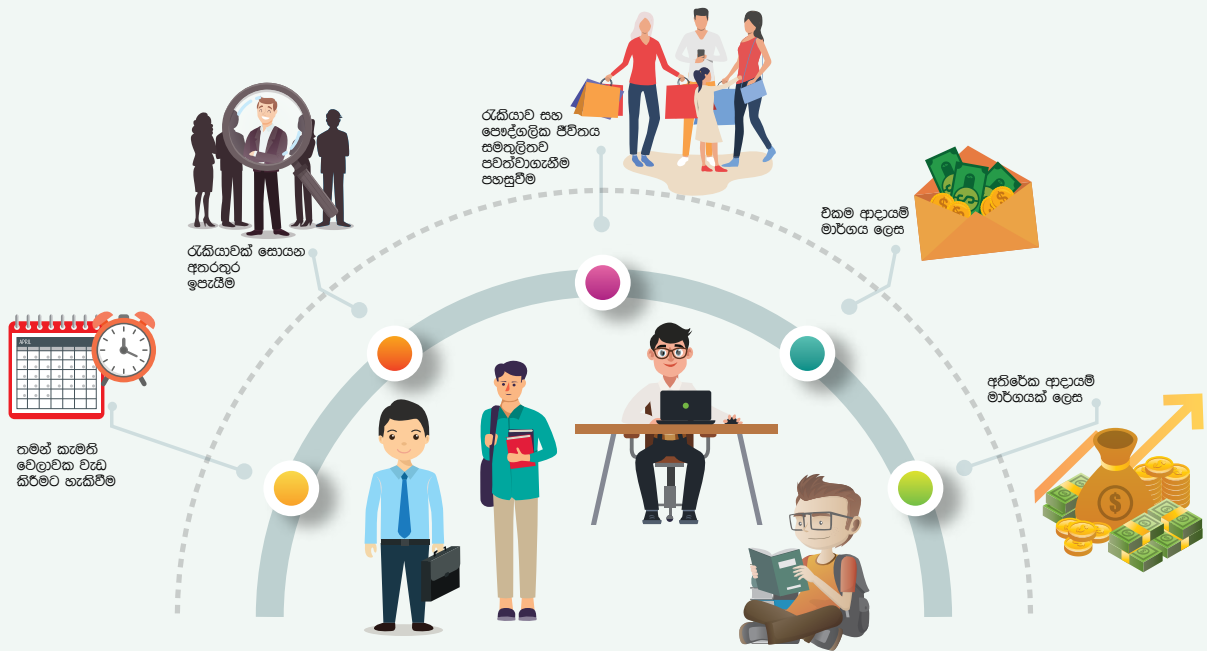 රැකියාව සහ
පෞද්ගලික ජීවිතය
සමතුලිතව
පවත්වාගැනීම
පහසුවීම
එකම ආදායම්
මාර්ගය ලෙස
රැකියාවක් සොයන
අතරතුර
ඉපැයීම
APRIL
අතිරේක ආදායම්
මාර්ගයක් ලෙස
තමන් කැමති
වෙලාවක වැඩ
කිරීමට හැකිවීම